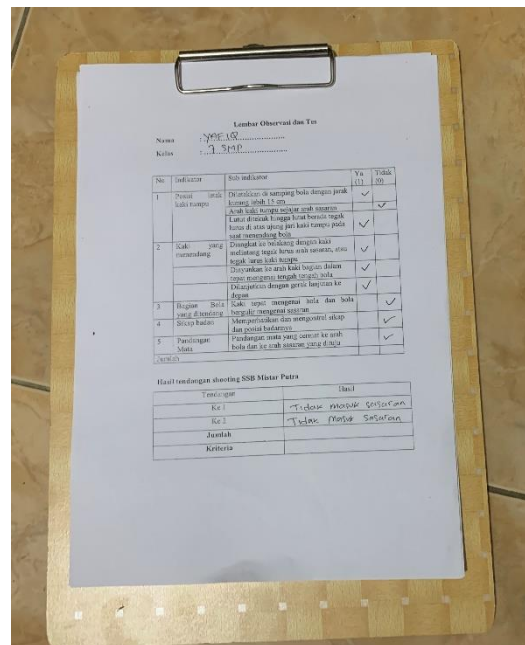 Lembar Observasi dan Tes
Nama : YAFIQ
Kelas : 7 SMP
No Indikator Sub indikator Ya (1) Tidak (0)
1 Posisi letak kaki tumpu Diletakkan di samping bola dengan jarak kurang lebih 15 cm ✓
Arah kaki tumpu sejajar arah sasaran ✓
Lutut ditekuk hingga lutut berada tegak lurus di atas ujung jari kaki tumpu pada saat menendang bola ✓
2 Kaki yang menendang Diangkat ke belakang dengan kaki melintang tegak lurus arah sasaran, atau tegak lurus kaki tumpu ✓
Diayunkan ke arah kaki bagian dalam tepat mengenai tengah tengah bola ✓
Dilanjutkan dengan gerak lanjutan ke depan ✓
3 Bagian Bola yang ditendang Kaki tepat mengenai bola dan bola bergulir mengenai sasaran ✓
4 Sikap badan Memperhatikan dan mengontrol sikap dan posisi badannya ✓
5 Pandangan Mata Pandangan mata yang cermat ke arah bola dan ke arah sasaran yang dituju ✓
Jumlah
Hasil tendangan shooting SSB Mistar Putra
Tendangan Hasil
Ke 1 Tidak masuk sasaran
Ke 2 Tidak masuk sasaran
Jumlah
Kriteria